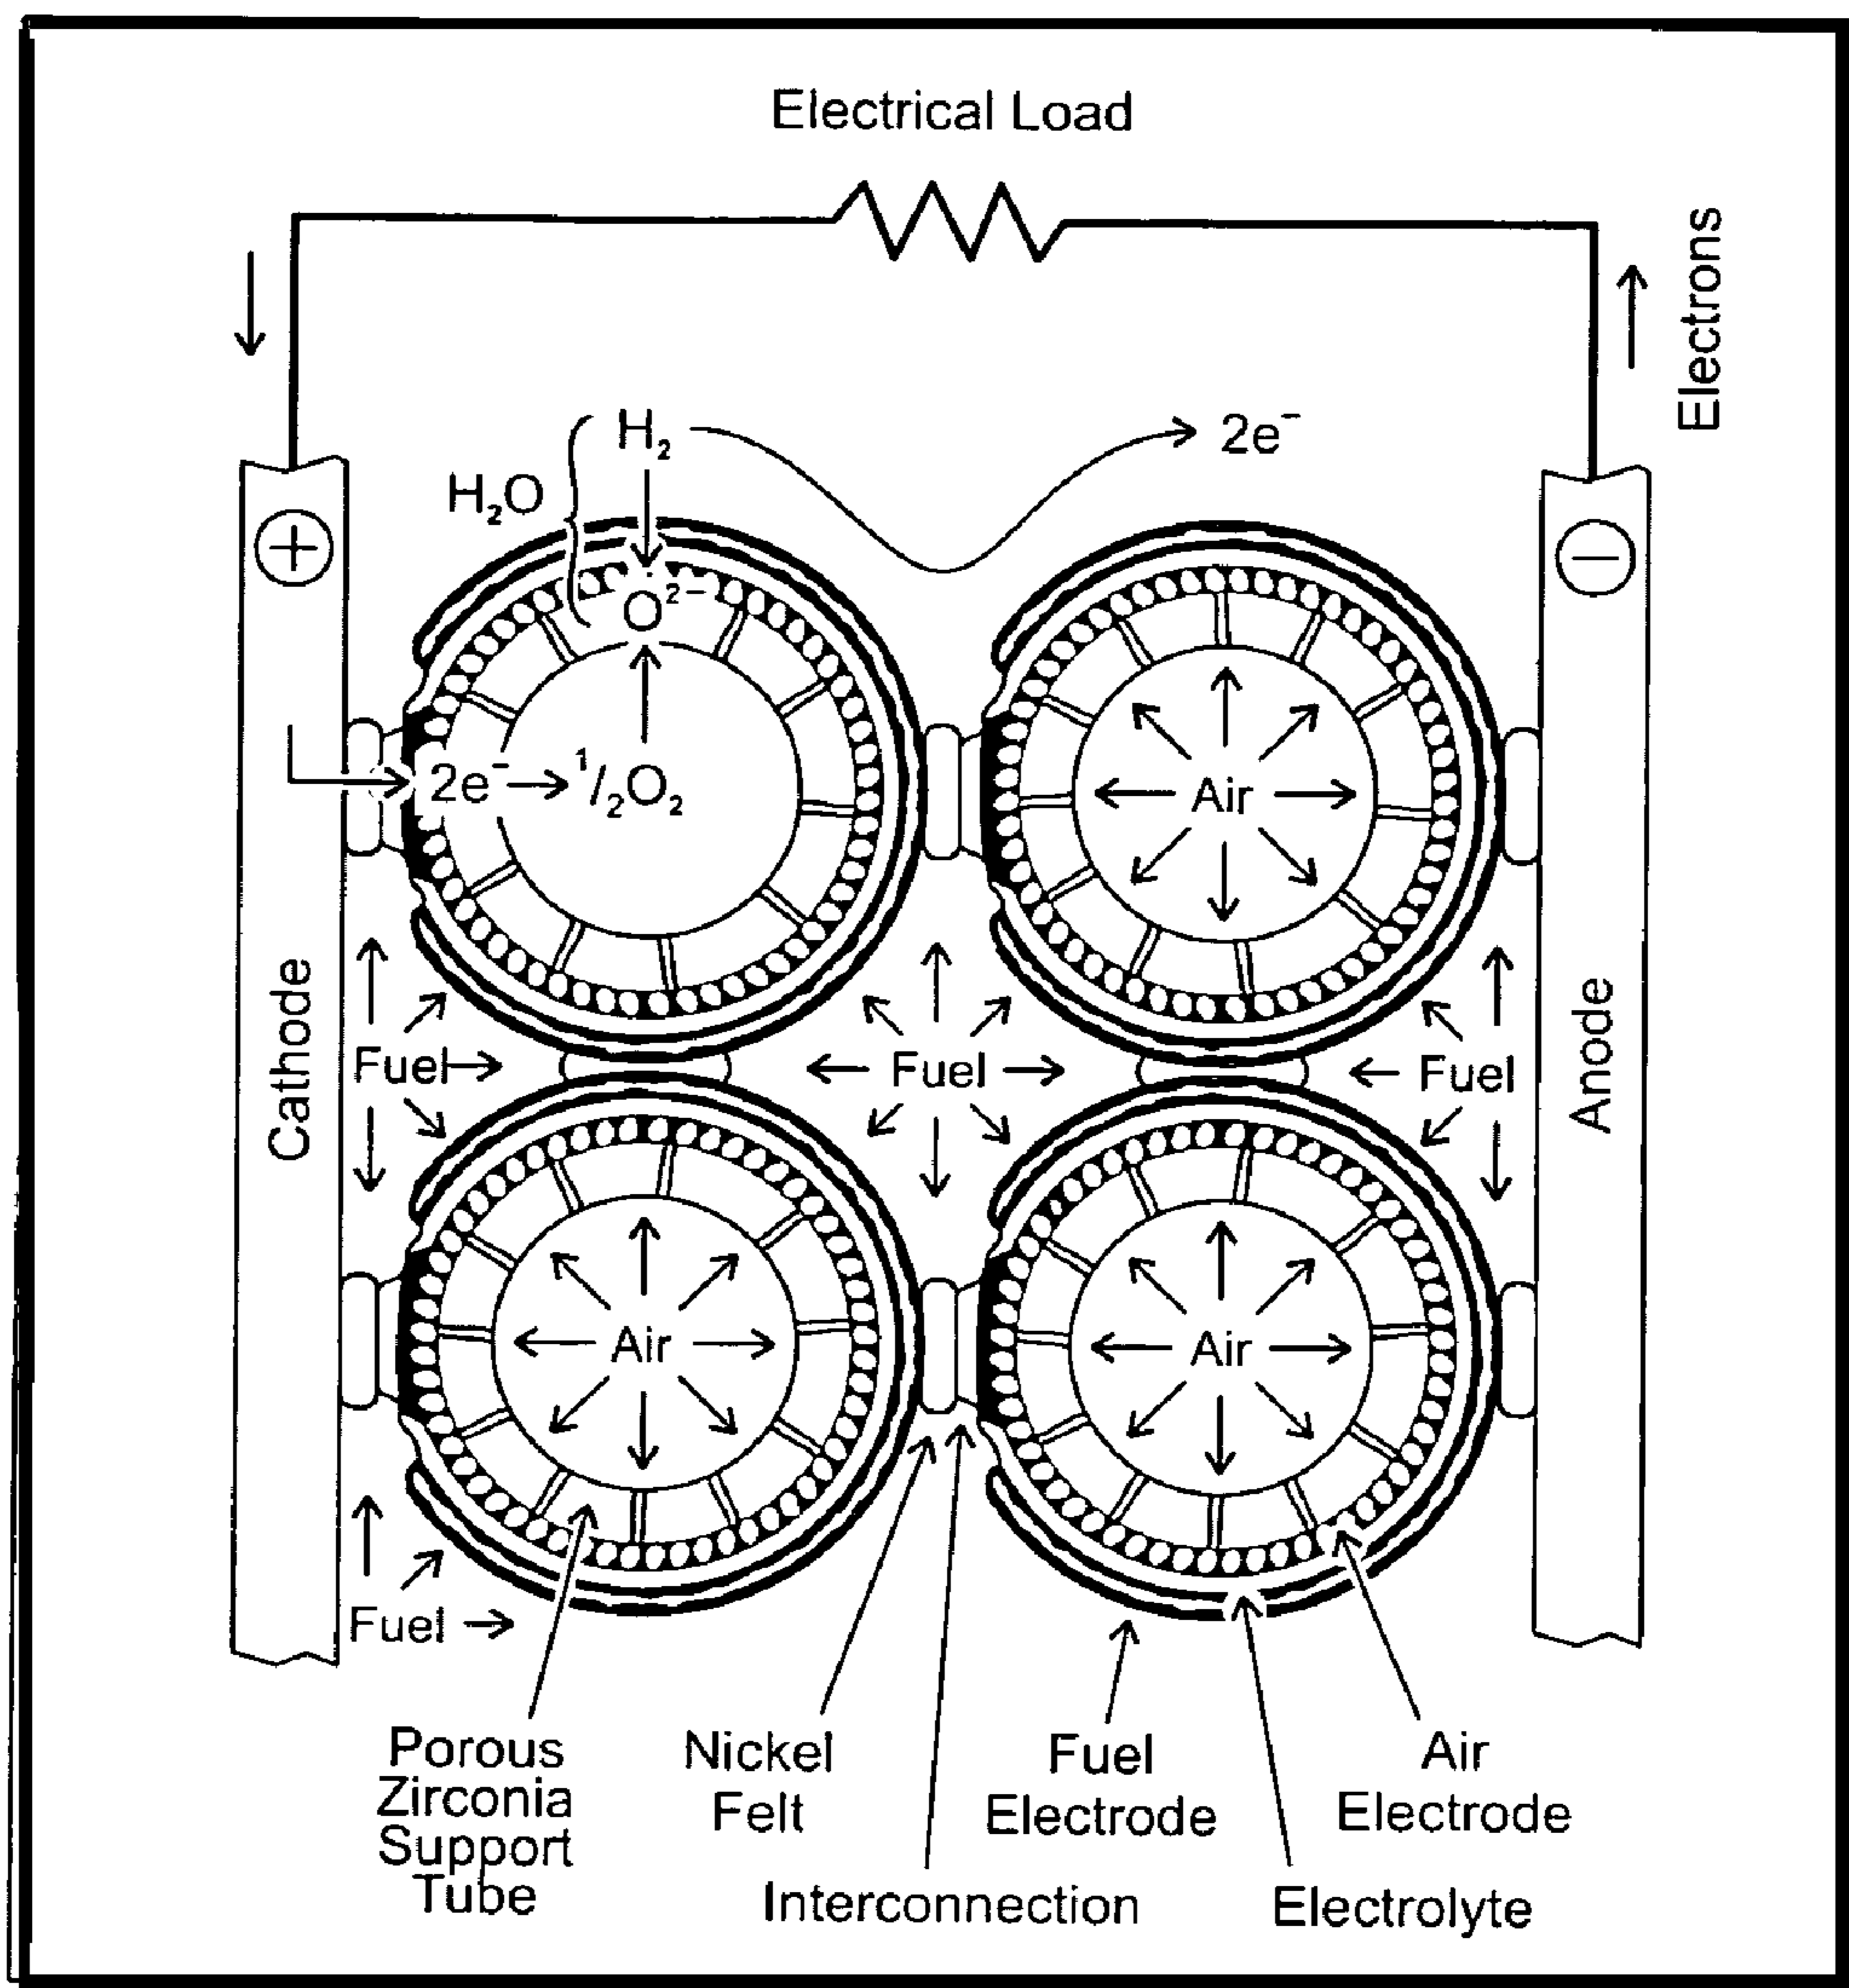 Electrical Load
Electrons
H₂
2e⁻
H₂O
+
−
O²⁻
2e⁻ → ¹/₂O₂
Air
Cathode
Anode
Fuel
Fuel
Fuel
Air
Air
Fuel
Porous
Zirconia
Support
Tube
Nickel
Felt
Fuel
Electrode
Air
Electrode
Interconnection
Electrolyte